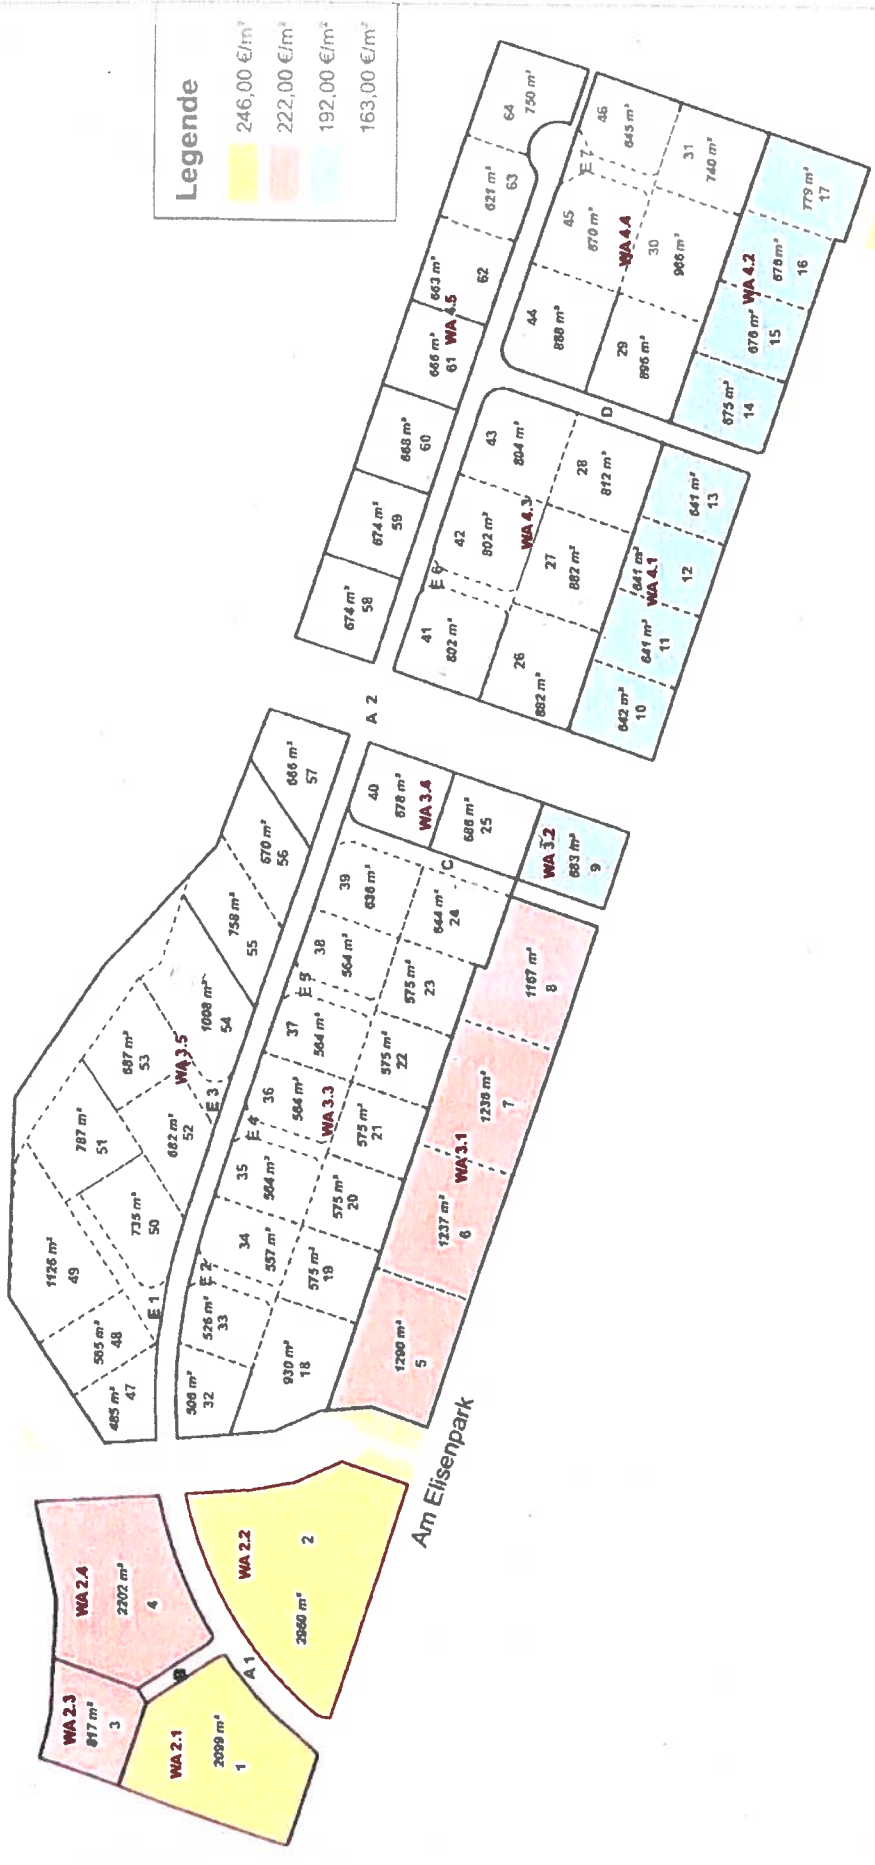 Legende
246,00 €/m²
222,00 €/m²
192,00 €/m²
163,00 €/m²
WA 2.1
2099 m²
1
WA 2.2
2960 m²
2
WA 2.3
817 m²
3
WA 2.4
2202 m²
4
B
A 1
Am Elisenpark
485 m²
47
585 m²
48
1126 m²
49
735 m²
50
787 m²
51
682 m²
52
687 m²
53
WA 3.5
1008 m²
54
758 m²
55
670 m²
56
666 m²
57
E 1
E 2
E 3
E 4
E 5
506 m²
32
526 m²
33
34
557 m²
35
564 m²
36
564 m²
37
564 m²
38
564 m²
39
636 m²
40
678 m²
WA 3.4
WA 3.3
930 m²
18
575 m²
19
575 m²
20
575 m²
21
575 m²
22
575 m²
23
644 m²
24
C
686 m²
25
1290 m²
5
1237 m²
6
WA 3.1
1236 m²
7
1167 m²
8
WA 3.2
683 m²
9
A 2
674 m²
58
674 m²
59
668 m²
60
666 m²
61
WA 4.5
663 m²
62
621 m²
63
64
750 m²
41
802 m²
E 6
42
802 m²
43
804 m²
WA 4.3
26
882 m²
27
882 m²
28
812 m²
642 m²
10
641 m²
11
641 m²
WA 4.1
12
641 m²
13
D
44
888 m²
45
870 m²
E 7
46
645 m²
WA 4.4
29
896 m²
30
966 m²
31
740 m²
675 m²
14
676 m²
15
WA 4.2
676 m²
16
779 m²
17